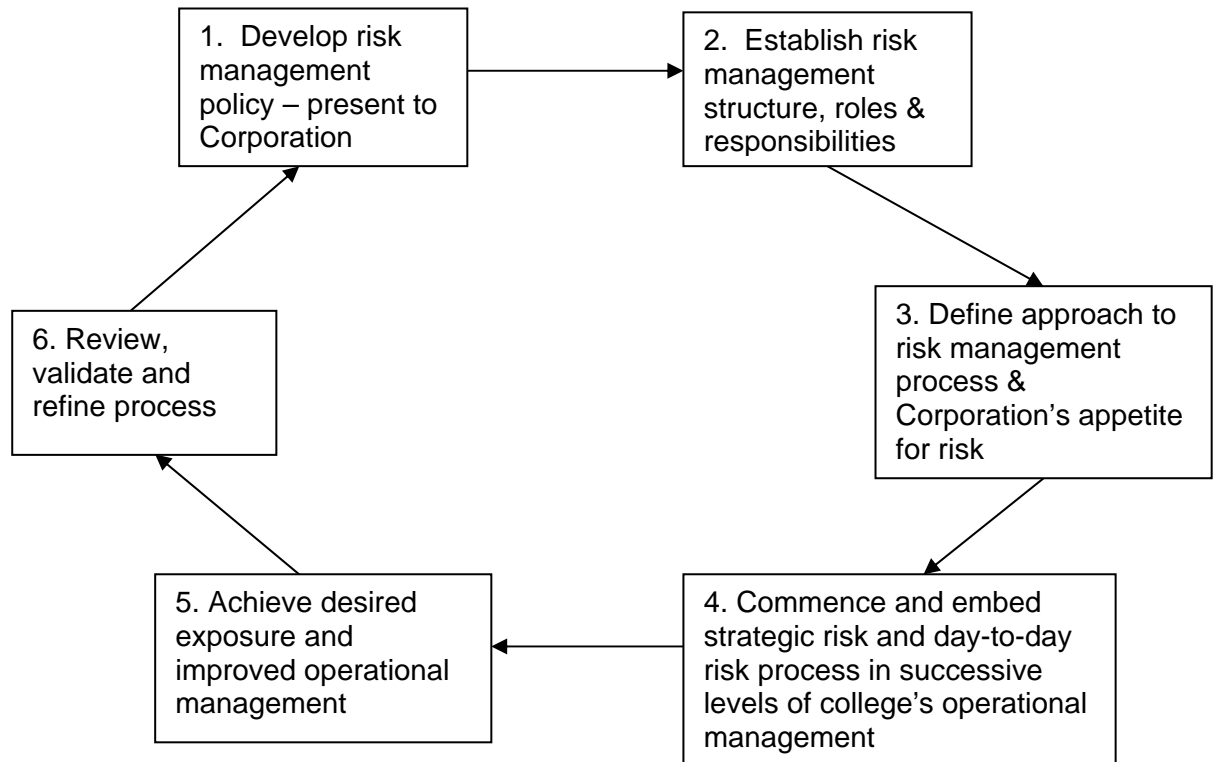 1.  Develop risk
management
policy – present to
Corporation
2.  Establish risk
management
structure, roles &
responsibilities
3. Define approach to
risk management
process &
Corporation’s appetite
for risk
4. Commence and embed
strategic risk and day-to-day
risk process in successive
levels of college’s operational
management
5. Achieve desired
exposure and
improved operational
management
6. Review,
validate and
refine process